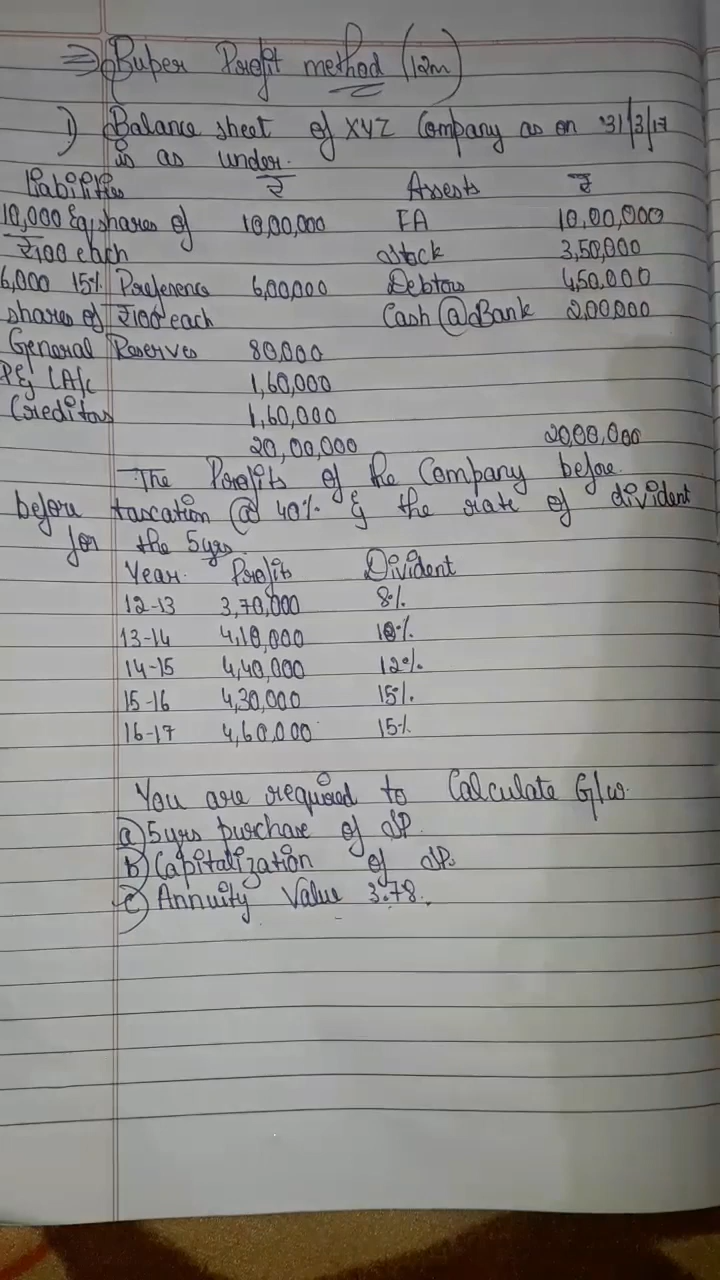 ⇒ Super Profit method (12m)
1) Balance sheet of XYZ Company as on 31/3/17
is as under.
Liabilities ₹ Assests ₹
10,000 Eq. shares of 10,00,000 FA 10,00,000
₹100 each Stock 3,50,000
6,000 15% Preference 6,00,000 Debtors 4,50,000
shares of ₹100 each Cash @ Bank 2,00,000
General Reserves 80,000
P & L A/c 1,60,000
Creditors 1,60,000
20,00,000 20,00,000
The Profits of the Company before
before taxcation @ 40% & the rate of divident
for the 5yrs.
Year. Profits Divident
12-13 3,70,000 8%
13-14 4,10,000 10%
14-15 4,40,000 12%
15-16 4,30,000 15%
16-17 4,60,000 15%
You are required to Calculate G/w.
a) 5yrs purchase of SP.
b) Capitalization of SP.
c) Annuity Value 3.78.